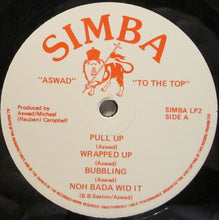 SIMBA
"ASWAD" "TO THE TOP"
Produced by
Aswad/Michael
(Reuben) Campbell
SIMBA LP2
SIDE A
PULL UP
(Aswad)
WRAPPED UP
(Aswad)
BUBBLING
(Aswad)
NOH BADA WID IT
(B.B.Seaton/Aswad)